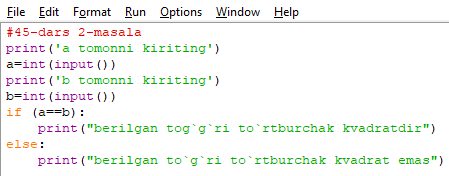 File Edit Format Run Options Window Help
#45-dars 2-masala
print('a tomonni kiriting')
a=int(input())
print('b tomonni kiriting')
b=int(input())
if (a==b):
    print("berilgan tog`g`ri to`rtburchak kvadratdir")
else:
    print("berilgan to`g`ri to`rtburchak kvadrat emas")